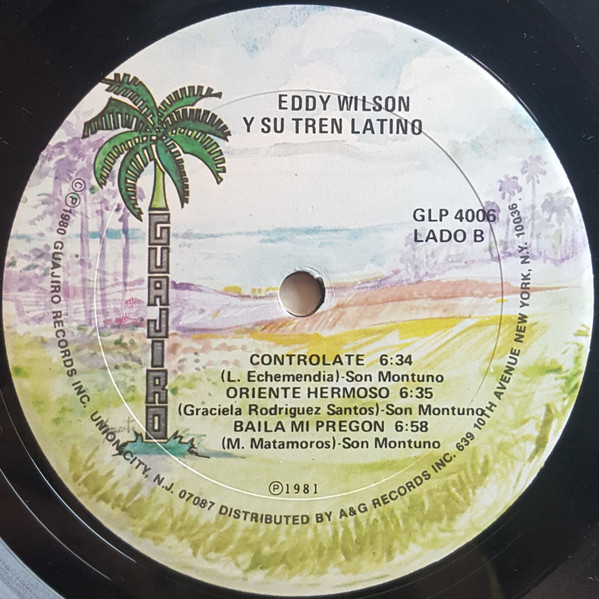 EDDY WILSON
Y SU TREN LATINO
GLP 4006
LADO B
GUAJIRO
CONTROLATE 6:34
(L. Echemendia)-Son Montuno
ORIENTE HERMOSO 6:35
(Graciela Rodriguez Santos)-Son Montuno
BAILA MI PREGON 6:58
(M. Matamoros)-Son Montuno
Ⓟ1981
©Ⓟ1980 GUAJIRO RECORDS INC. UNION CITY, N.J. 07087 DISTRIBUTED BY A&G RECORDS INC. 639 10TH AVENUE NEW YORK, N.Y. 10036